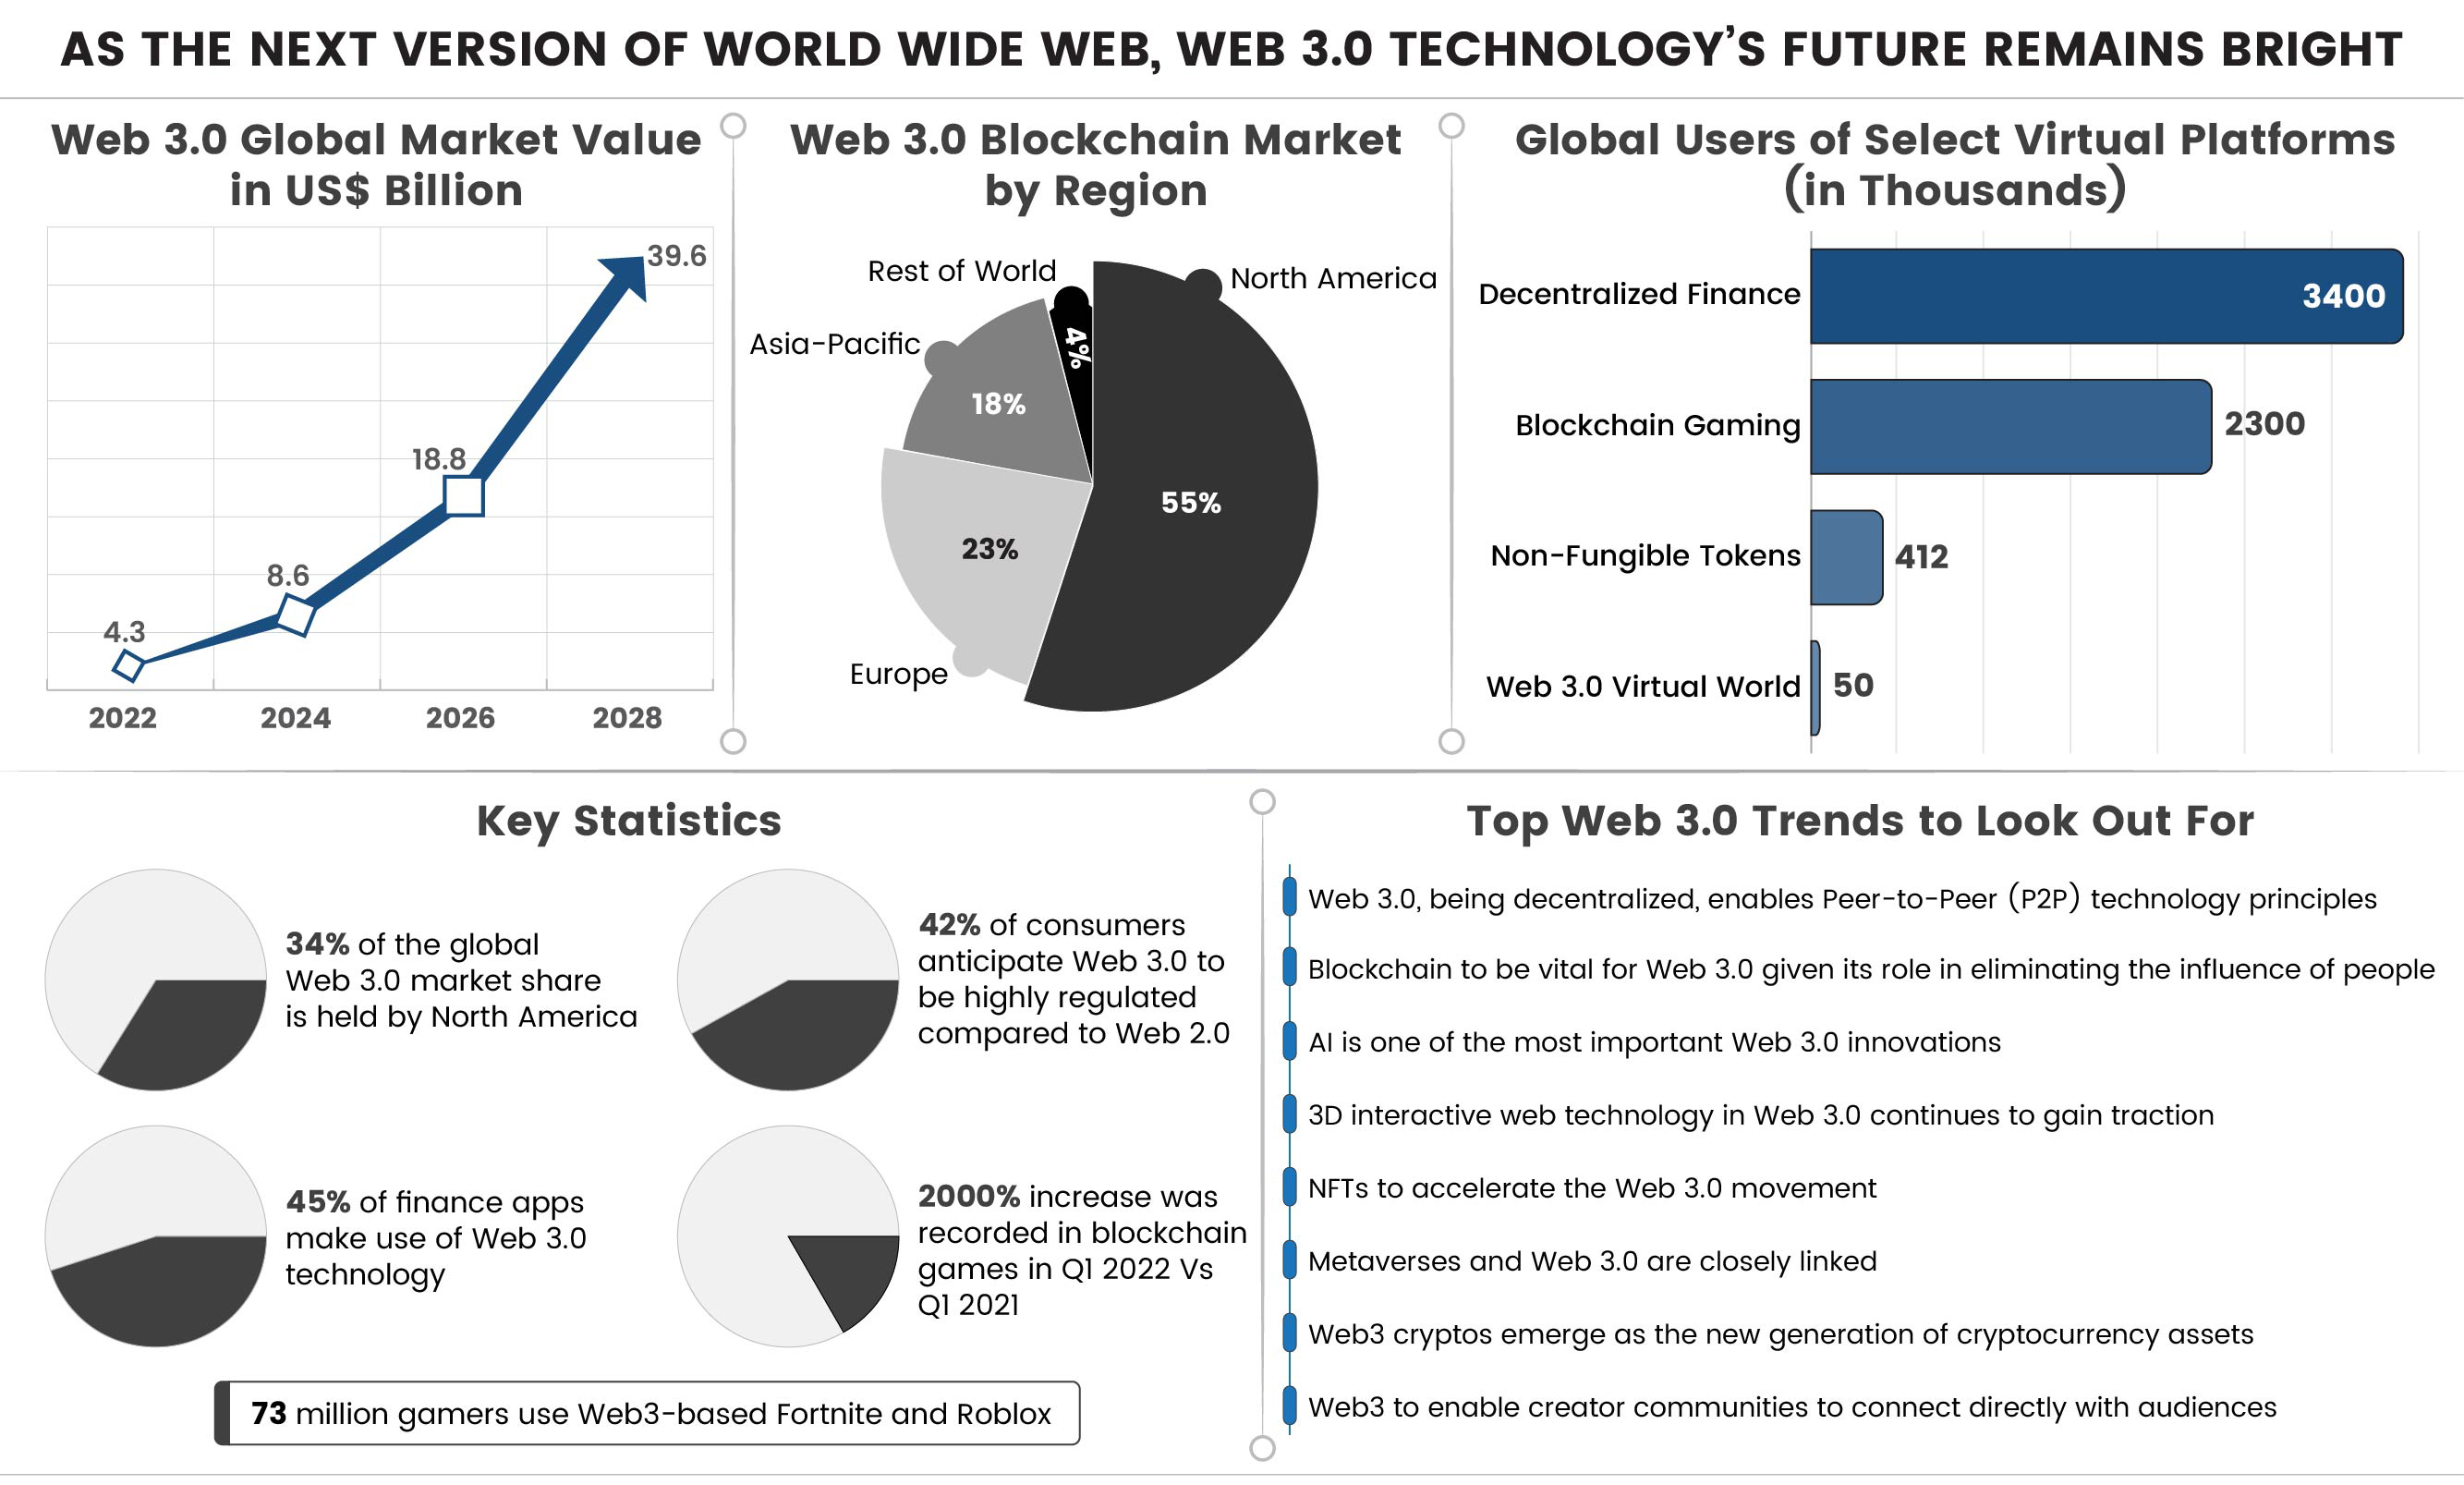 AS THE NEXT VERSION OF WORLD WIDE WEB, WEB 3.0 TECHNOLOGY’S FUTURE REMAINS BRIGHT
Web 3.0 Global Market Value
in US$ Billion
39.6
18.8
8.6
4.3
2022 2024 2026 2028
Web 3.0 Blockchain Market
by Region
Rest of World
North America
Asia-Pacific
4%
18%
55%
23%
Europe
Global Users of Select Virtual Platforms
(in Thousands)
Decentralized Finance 3400
Blockchain Gaming 2300
Non-Fungible Tokens 412
Web 3.0 Virtual World 50
Key Statistics
34% of the global
Web 3.0 market share
is held by North America
42% of consumers
anticipate Web 3.0 to
be highly regulated
compared to Web 2.0
45% of finance apps
make use of Web 3.0
technology
2000% increase was
recorded in blockchain
games in Q1 2022 Vs
Q1 2021
73 million gamers use Web3-based Fortnite and Roblox
Top Web 3.0 Trends to Look Out For
Web 3.0, being decentralized, enables Peer-to-Peer (P2P) technology principles
Blockchain to be vital for Web 3.0 given its role in eliminating the influence of people
AI is one of the most important Web 3.0 innovations
3D interactive web technology in Web 3.0 continues to gain traction
NFTs to accelerate the Web 3.0 movement
Metaverses and Web 3.0 are closely linked
Web3 cryptos emerge as the new generation of cryptocurrency assets
Web3 to enable creator communities to connect directly with audiences